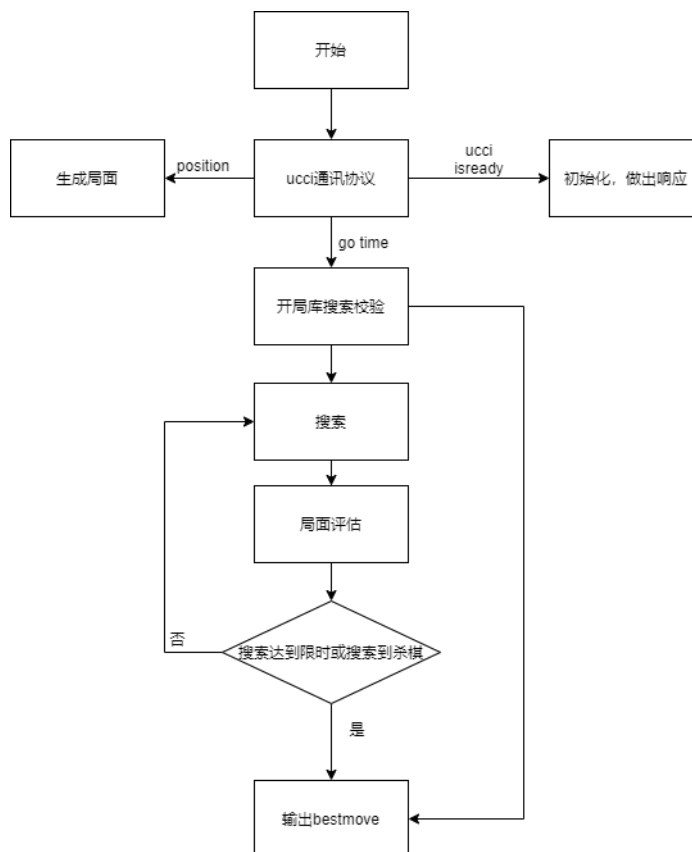 开始
生成局面
position
ucci通讯协议
ucci
isready
初始化，做出响应
go time
开局库搜索校验
搜索
局面评估
否
搜索达到限时或搜索到杀棋
是
输出bestmove